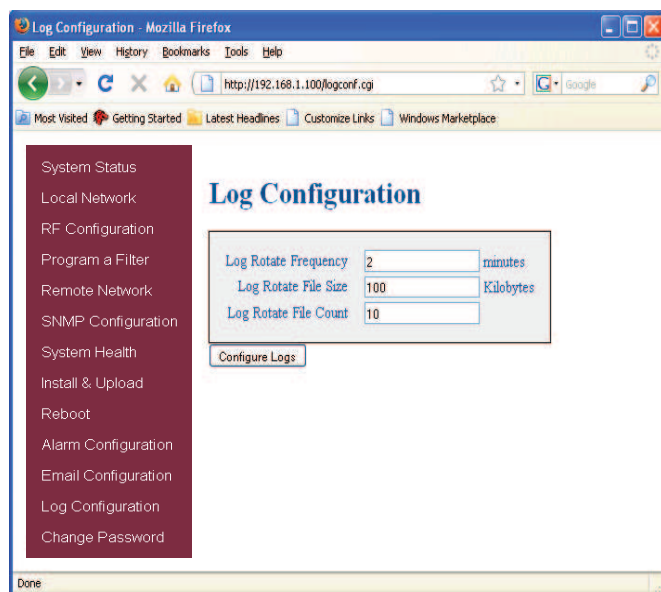 Log Configuration - Mozilla Firefox
File Edit View History Bookmarks Tools Help
http://192.168.1.100/logconf.cgi
G Google
Most Visited Getting Started Latest Headlines Customize Links Windows Marketplace
System Status
Local Network
RF Configuration
Program a Filter
Remote Network
SNMP Configuration
System Health
Install & Upload
Reboot
Alarm Configuration
Email Configuration
Log Configuration
Change Password
Log Configuration
Log Rotate Frequency 2 minutes
Log Rotate File Size 100 Kilobytes
Log Rotate File Count 10
Configure Logs
Done